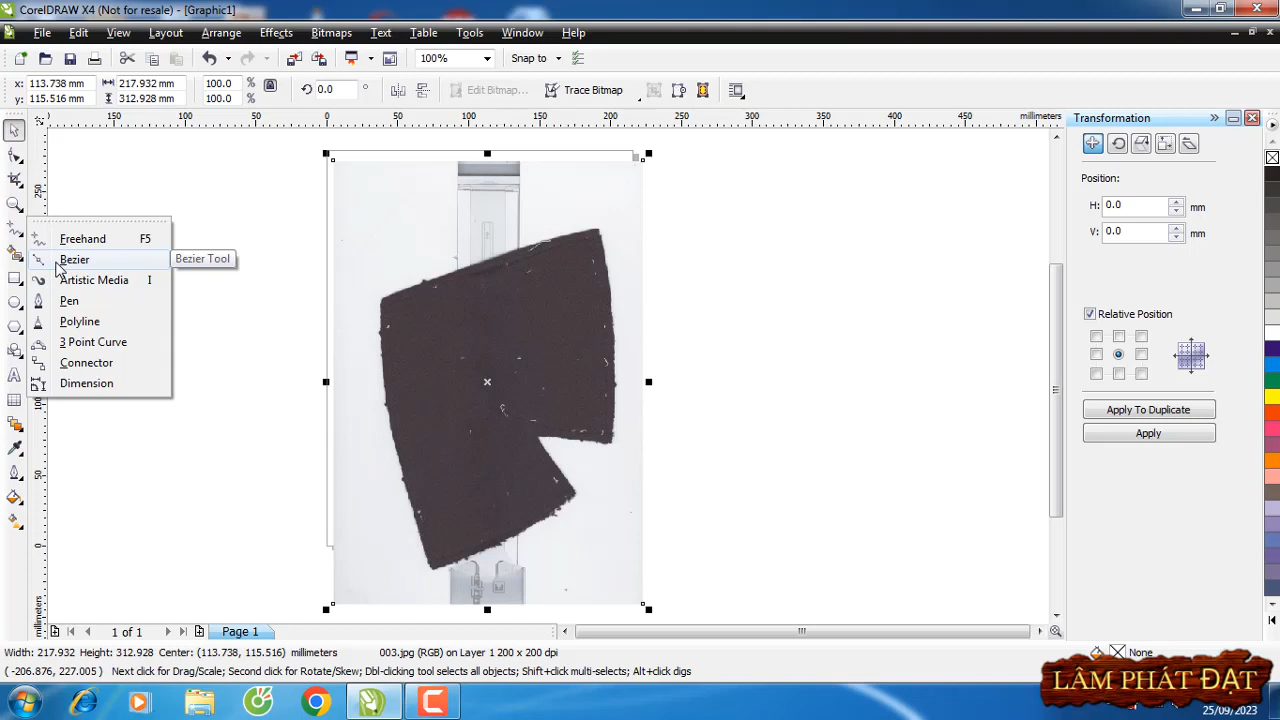 CorelDRAW X4 (Not for resale) - [Graphic1]
File Edit View Layout Arrange Effects Bitmaps Text Table Tools Window Help
100% Snap to
x: 113.738 mm 217.932 mm 100.0 % 0.0 ° Edit Bitmap... Trace Bitmap
y: 115.516 mm 312.928 mm 100.0 %
100 150 100 50 0 50 100 150 200 250 300 350 400 450 millimeters
250
100
50
0
millimeters
Freehand F5
Bezier
Bezier Tool
Artistic Media I
Pen
Polyline
3 Point Curve
Connector
Dimension
Transformation
Position:
H: 0.0 mm
V: 0.0 mm
Relative Position
Apply To Duplicate
Apply
1 of 1 Page 1
Width: 217.932 Height: 312.928 Center: (113.738, 115.516) millimeters 003.jpg (RGB) on Layer 1 200 x 200 dpi None
( -206.876, 227.005) Next click for Drag/Scale; Second click for Rotate/Skew; Dbl-clicking tool selects all objects; Shift+click multi-selects; Alt+click digs
LÂM PHÁT ĐẠT
25/09/2023